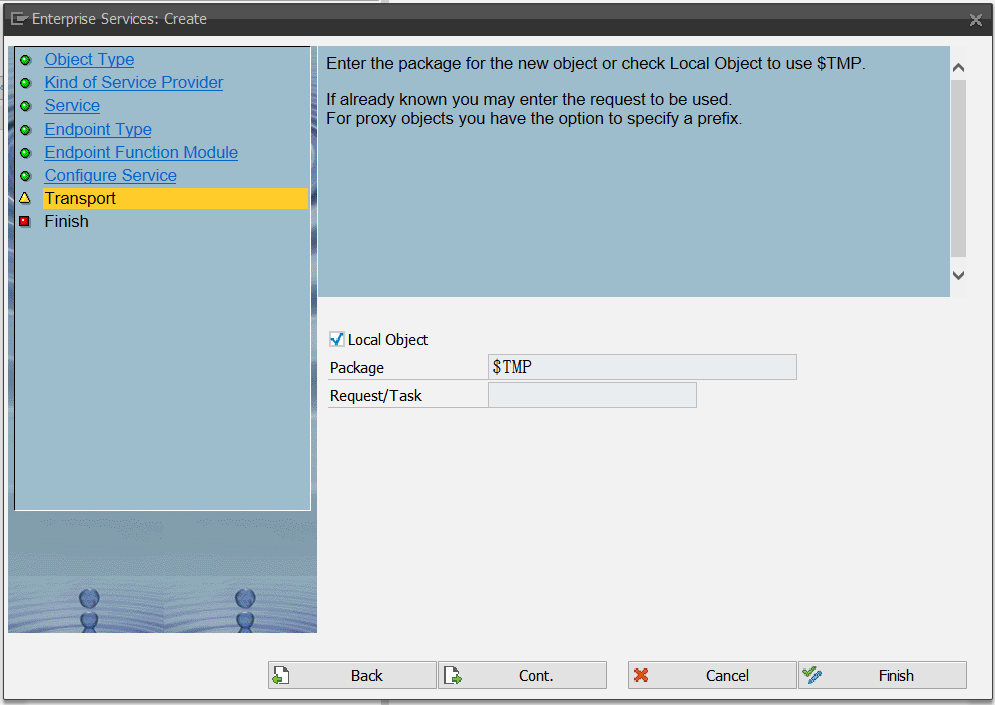 Enterprise Services: Create
Object Type
Kind of Service Provider
Service
Endpoint Type
Endpoint Function Module
Configure Service
Transport
Finish
Enter the package for the new object or check Local Object to use $TMP.
If already known you may enter the request to be used.
For proxy objects you have the option to specify a prefix.
Local Object
Package $TMP
Request/Task
Back Cont. Cancel Finish